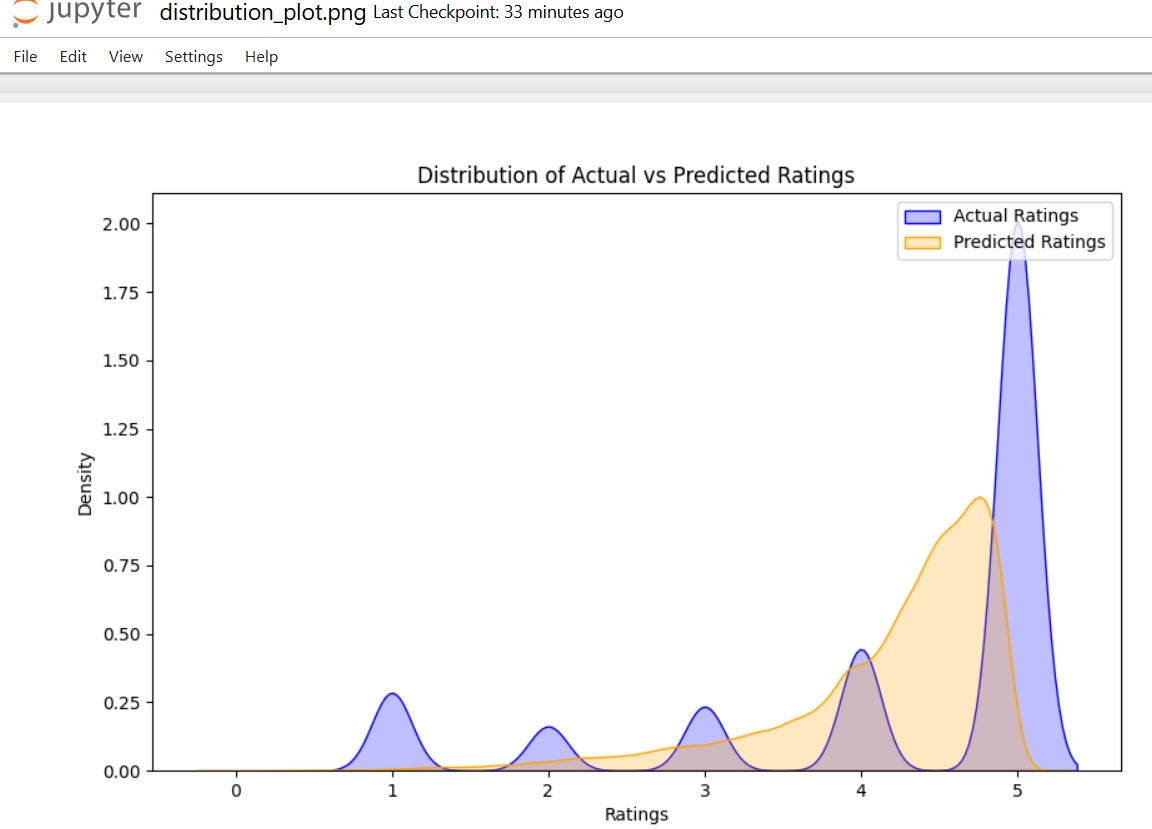 jupyter distribution_plot.png Last Checkpoint: 33 minutes ago
File Edit View Settings Help
Distribution of Actual vs Predicted Ratings
Actual Ratings
Predicted Ratings
2.00
1.75
1.50
1.25
1.00
0.75
0.50
0.25
0.00
Density
0 1 2 3 4 5
Ratings